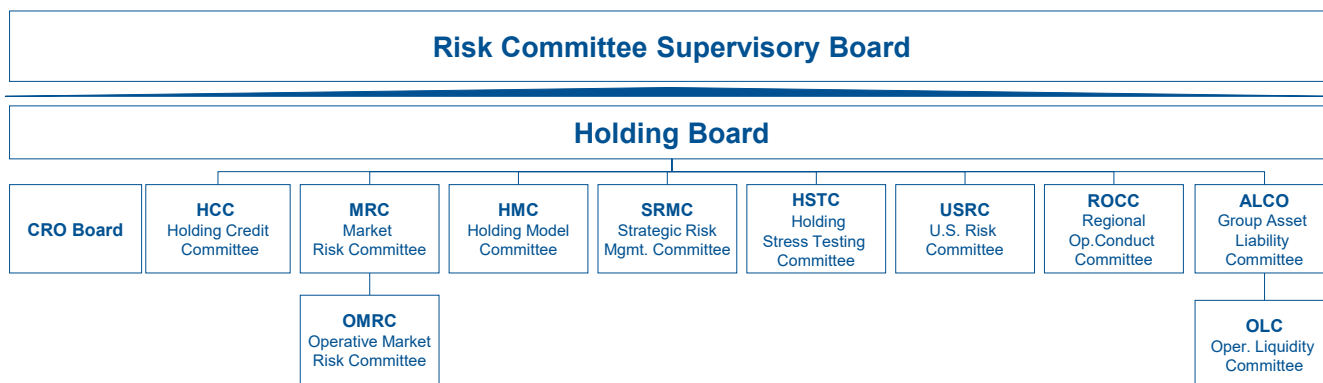 Risk Committee Supervisory Board
Holding Board
CRO Board
HCC
Holding Credit
Committee
MRC
Market
Risk Committee
HMC
Holding Model
Committee
SRMC
Strategic Risk
Mgmt. Committee
HSTC
Holding
Stress Testing
Committee
USRC
U.S. Risk
Committee
ROCC
Regional
Op.Conduct
Committee
ALCO
Group Asset
Liability
Committee
OMRC
Operative Market
Risk Committee
OLC
Oper. Liquidity
Committee